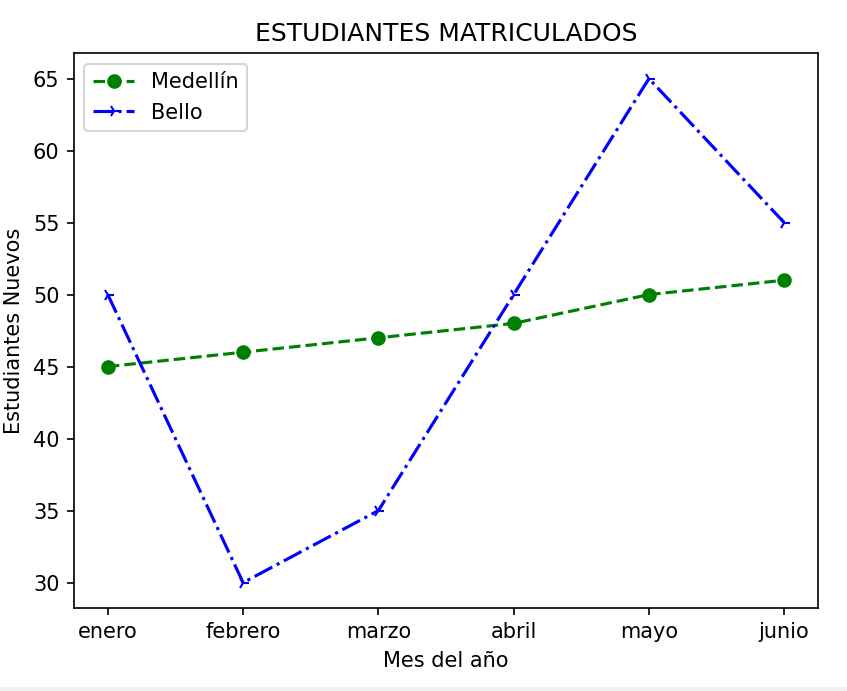 ESTUDIANTES MATRICULADOS
Medellín
Bello
Estudiantes Nuevos
65
60
55
50
45
40
35
30
enero febrero marzo abril mayo junio
Mes del año